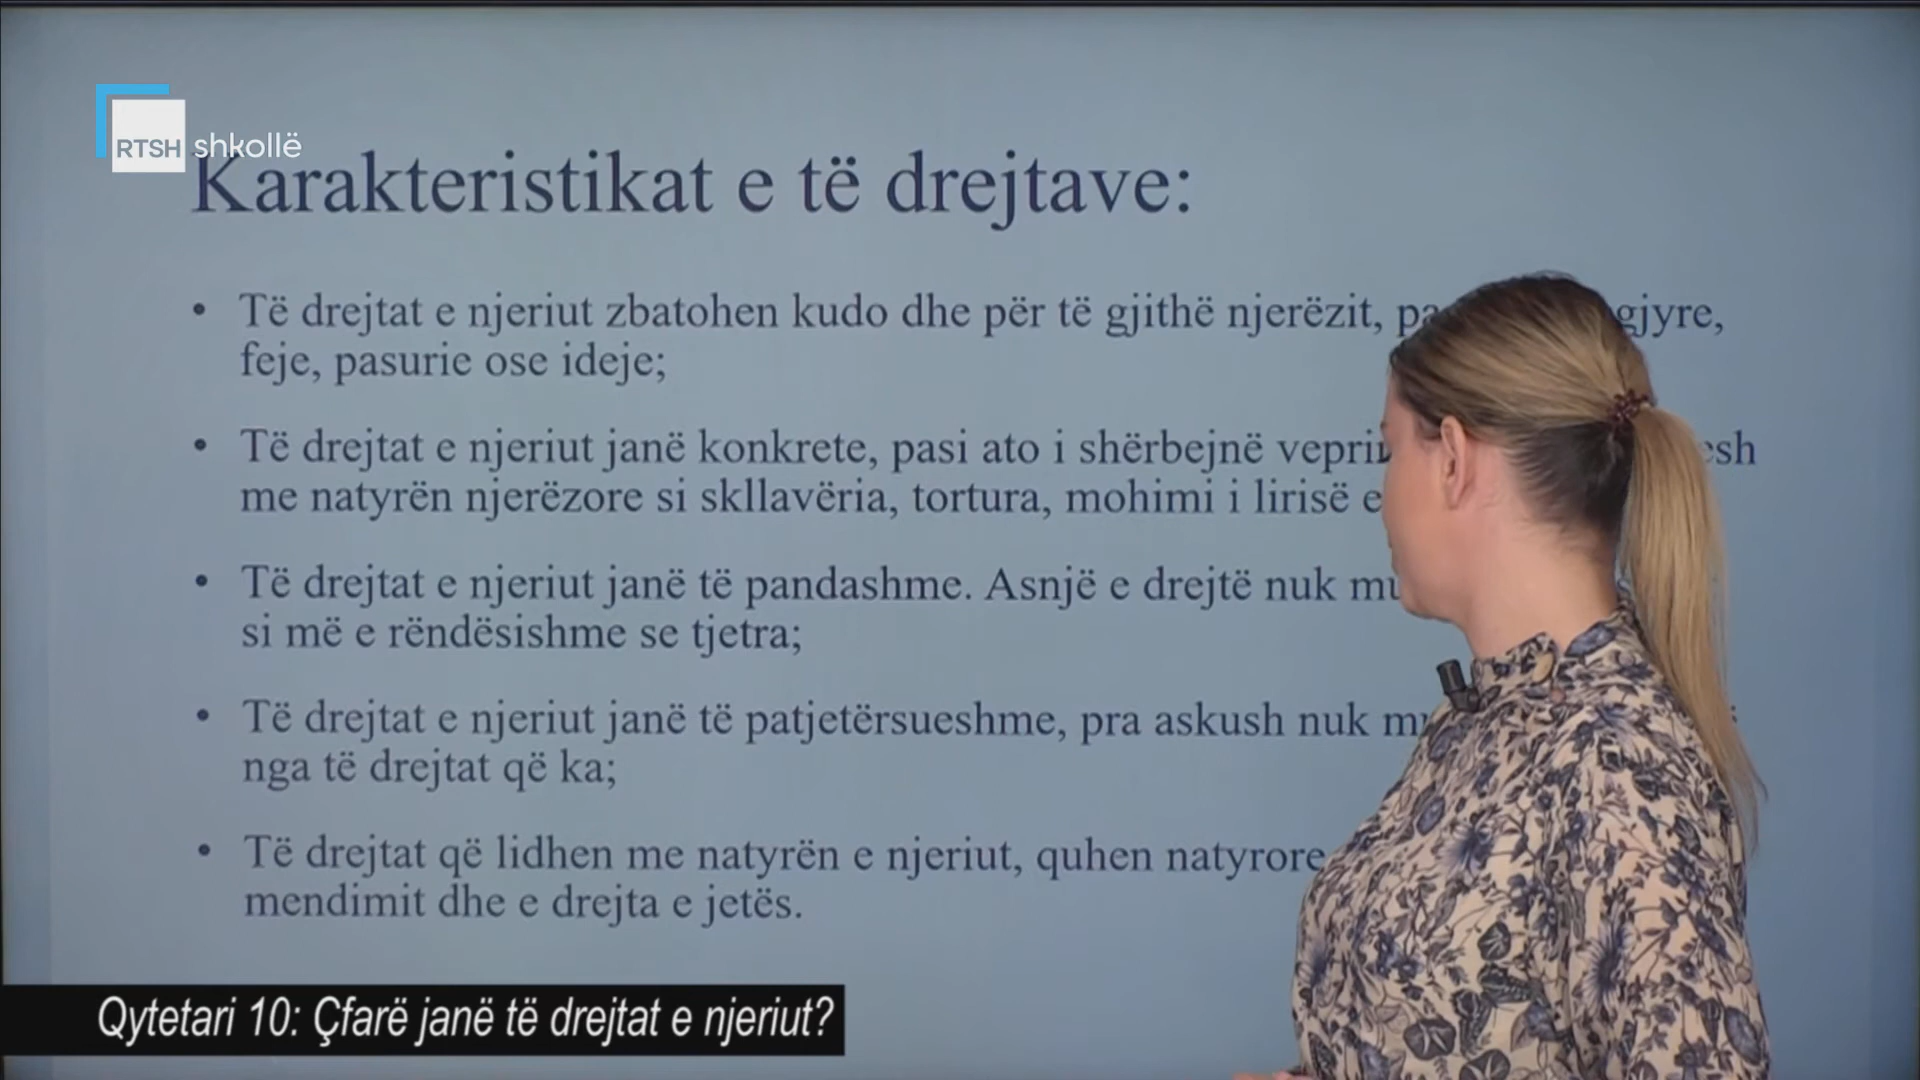 RTSH shkollë
Karakteristikat e të drejtave:
• Të drejtat e njeriut zbatohen kudo dhe për të gjithë njerëzit,
feje, pasurie ose ideje;
• Të drejtat e njeriut janë konkrete, pasi ato i shërbejnë
me natyrën njerëzore si skllavëria, tortura, mohimi i lirisë
• Të drejtat e njeriut janë të pandashme. Asnjë e drejtë nuk
si më e rëndësishme se tjetra;
• Të drejtat e njeriut janë të patjetërsueshme, pra askush nuk
nga të drejtat që ka;
• Të drejtat që lidhen me natyrën e njeriut, quhen natyrore
mendimit dhe e drejta e jetës.
Qytetari 10: Çfarë janë të drejtat e njeriut?